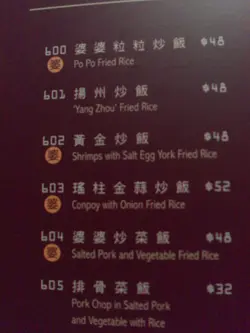 600 婆婆粒粒炒飯 $48
婆 Po Po Fried Rice
601 揚州炒飯 $48
'Yang Zhou' Fried Rice
602 黃金炒飯 $48
婆 Shrimps with Salt Egg York Fried Rice
603 瑤柱金蒜炒飯 $52
婆 Conpoy with Onion Fried Rice
604 婆婆炒菜飯 $48
婆 Salted Pork and Vegetable Fried Rice
605 排骨菜飯 $32
Pork Chop in Salted Pork
and Vegetable with Rice